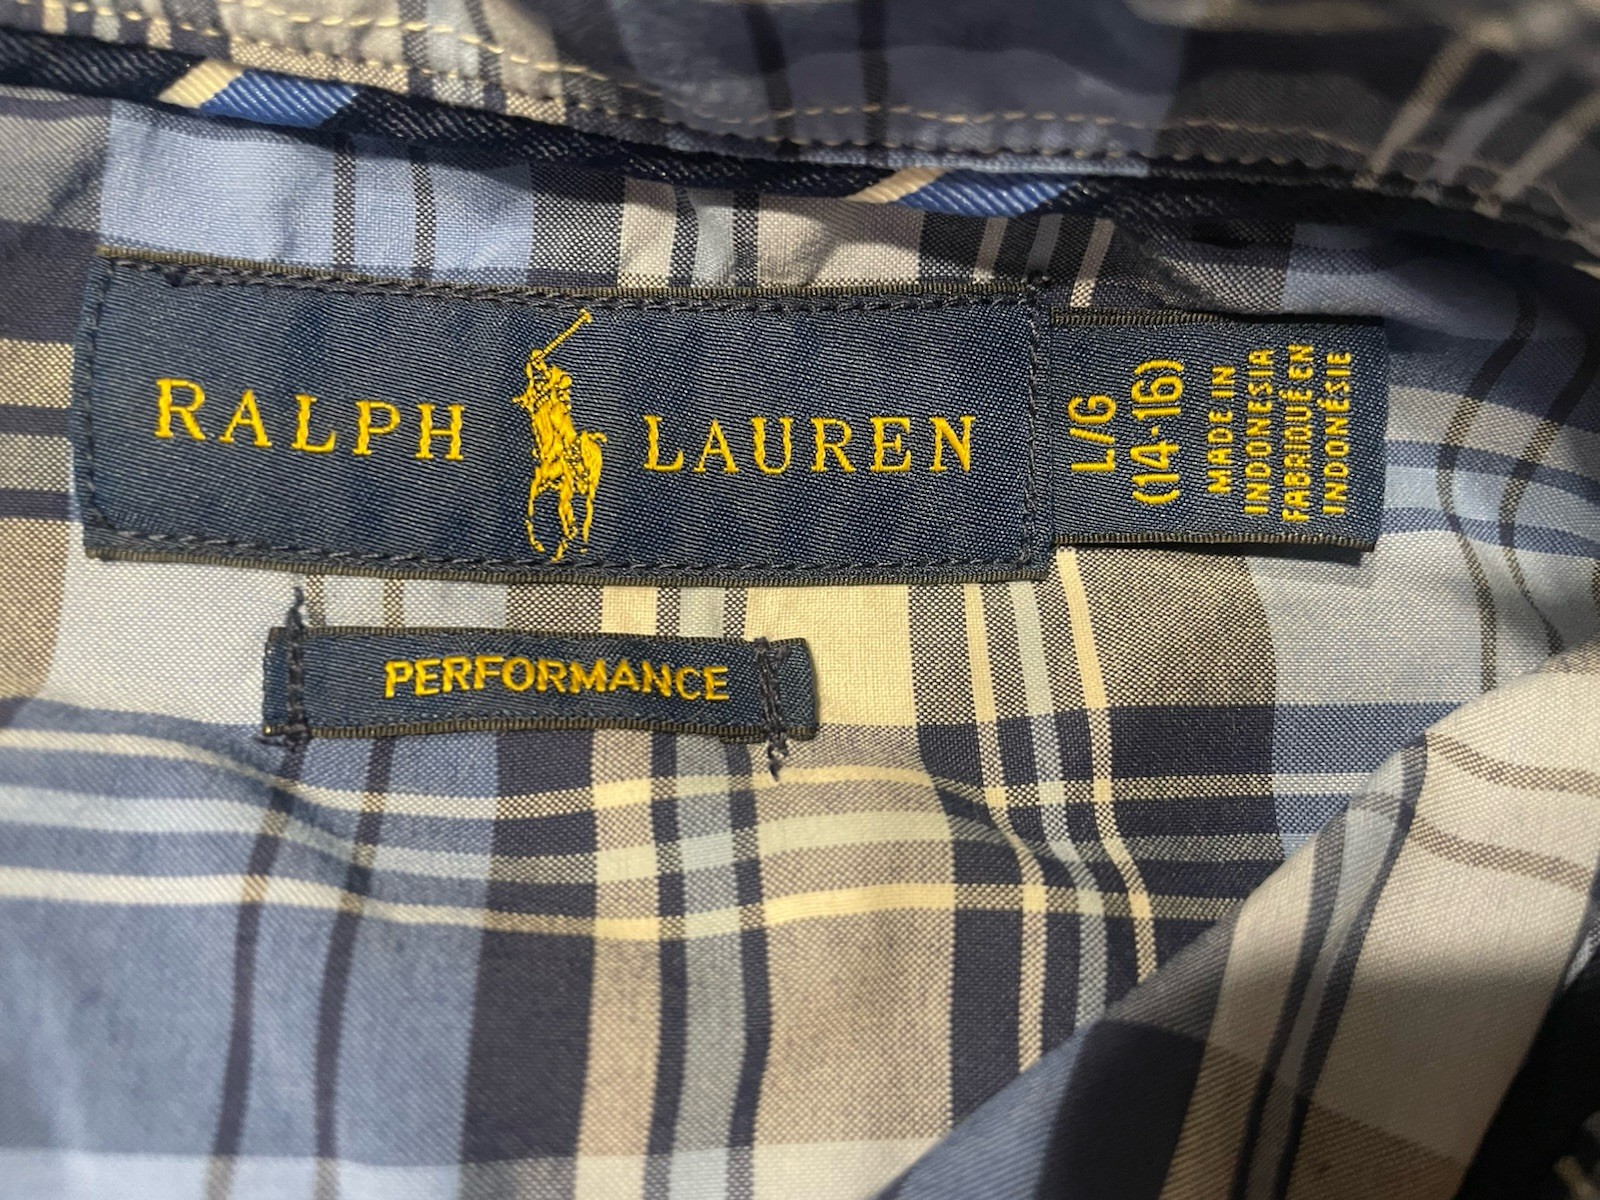 RALPH LAUREN
L/G
(14-16)
MADE IN
INDONESIA
FABRIQUÉ EN
INDONÉSIE
PERFORMANCE